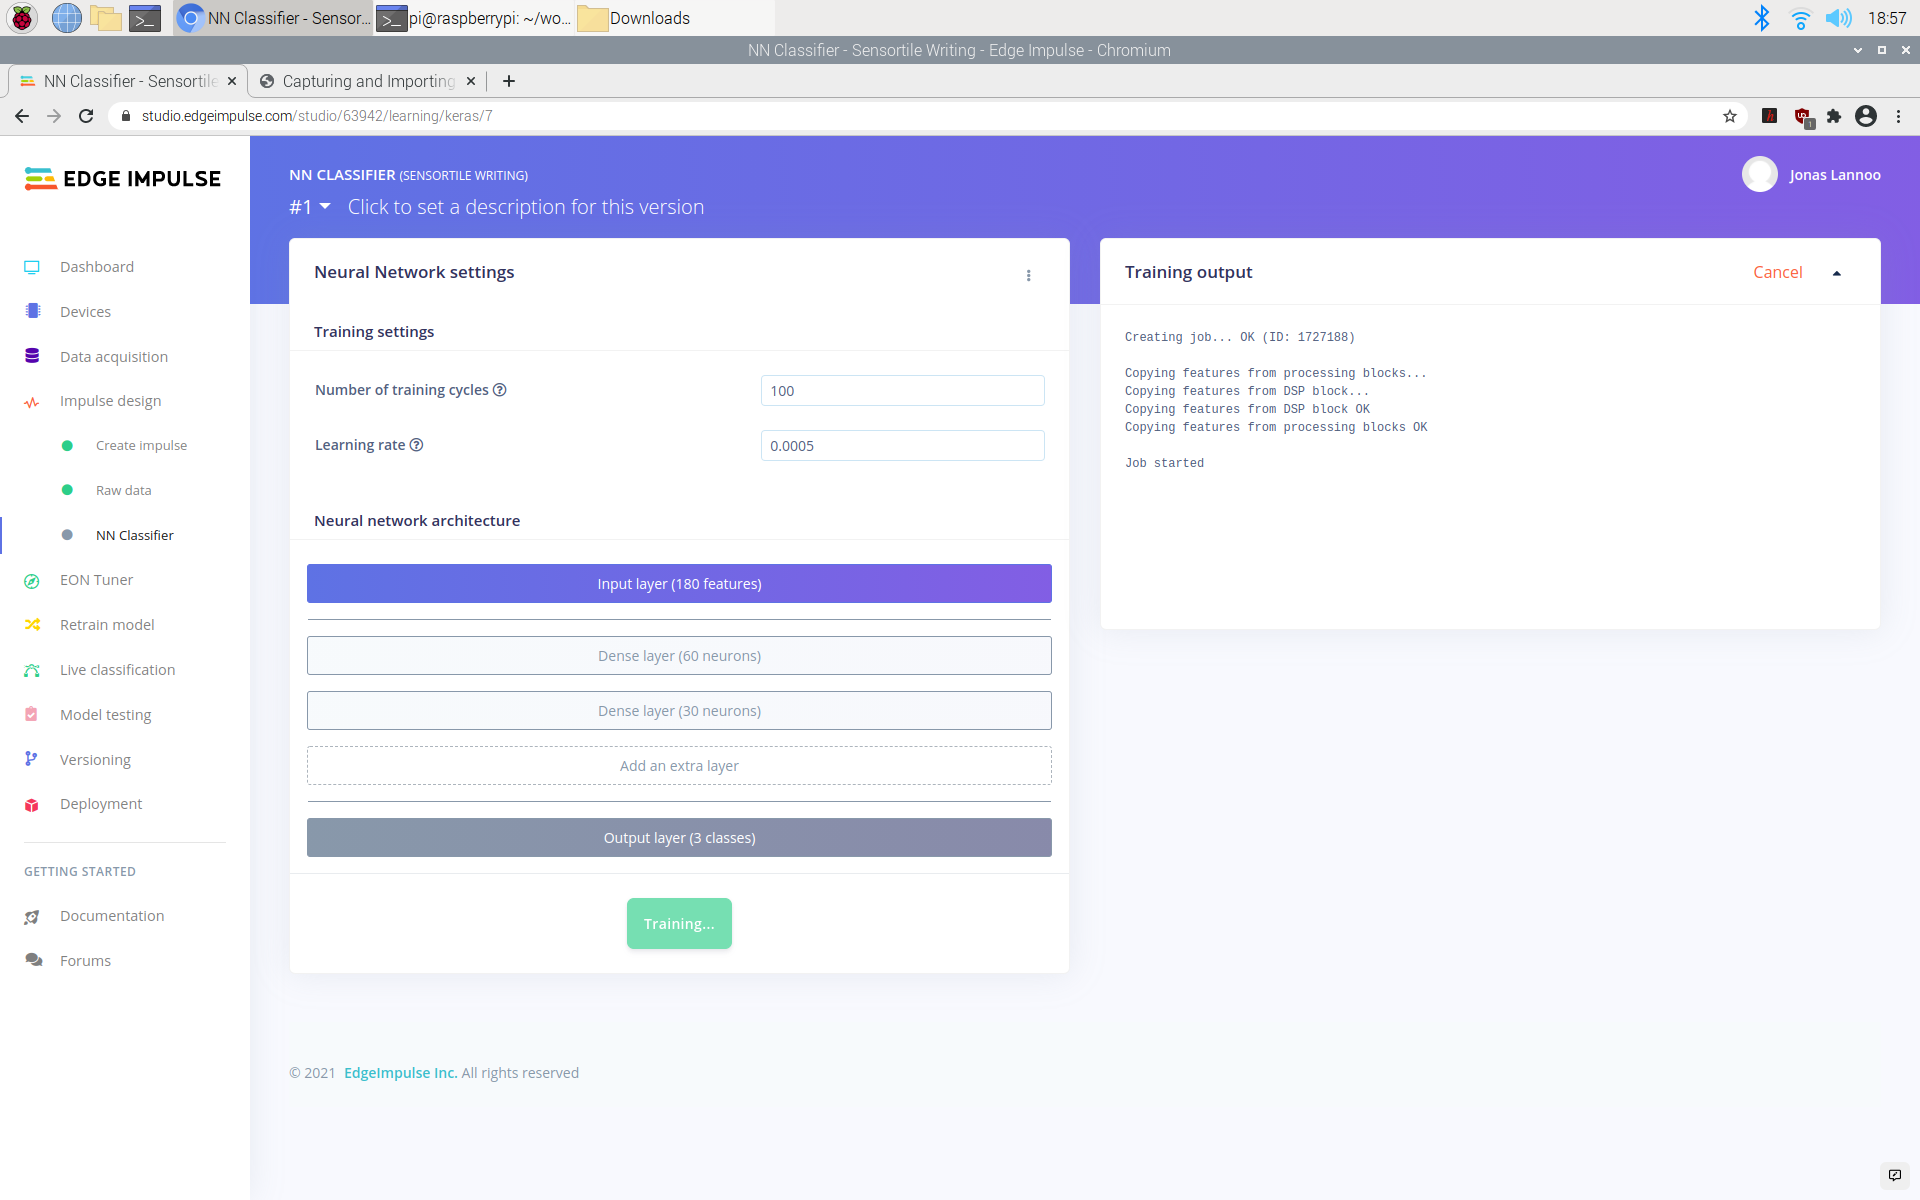 NN Classifier - Sensor... pi@raspberrypi: ~/wo... Downloads 18:57
NN Classifier - Sensortile Writing - Edge Impulse - Chromium
NN Classifier - Sensortile Capturing and Importing
studio.edgeimpulse.com/studio/63942/learning/keras/7
EDGE IMPULSE
Dashboard
Devices
Data acquisition
Impulse design
Create impulse
Raw data
NN Classifier
EON Tuner
Retrain model
Live classification
Model testing
Versioning
Deployment
GETTING STARTED
Documentation
Forums
NN CLASSIFIER (SENSORTILE WRITING)
#1 Click to set a description for this version
Jonas Lannoo
Neural Network settings
Training settings
Number of training cycles 100
Learning rate 0.0005
Neural network architecture
Input layer (180 features)
Dense layer (60 neurons)
Dense layer (30 neurons)
Add an extra layer
Output layer (3 classes)
Training...
Training output Cancel
Creating job... OK (ID: 1727188)
Copying features from processing blocks...
Copying features from DSP block...
Copying features from DSP block OK
Copying features from processing blocks OK
Job started
© 2021 EdgeImpulse Inc. All rights reserved